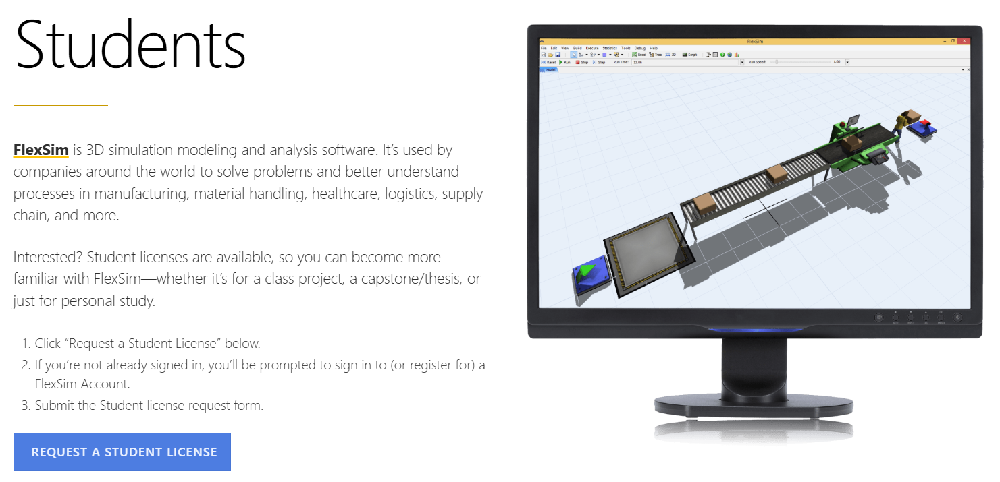 Students
FlexSim is 3D simulation modeling and analysis software. It’s used by
companies around the world to solve problems and better understand
processes in manufacturing, material handling, healthcare, logistics, supply
chain, and more.
Interested? Student licenses are available, so you can become more
familiar with FlexSim—whether it’s for a class project, a capstone/thesis, or
just for personal study.
1. Click “Request a Student License” below.
2. If you’re not already signed in, you’ll be prompted to sign in to (or register for) a
FlexSim Account.
3. Submit the Student license request form.
REQUEST A STUDENT LICENSE
FlexSim
File Edit View Build Execute Statistics Tools Debug Help
Excel Tree 3D Script
Reset Run Stop Step Run Time: 13.06 Run Speed: 1.00
Model
AUTO INPUT MENU